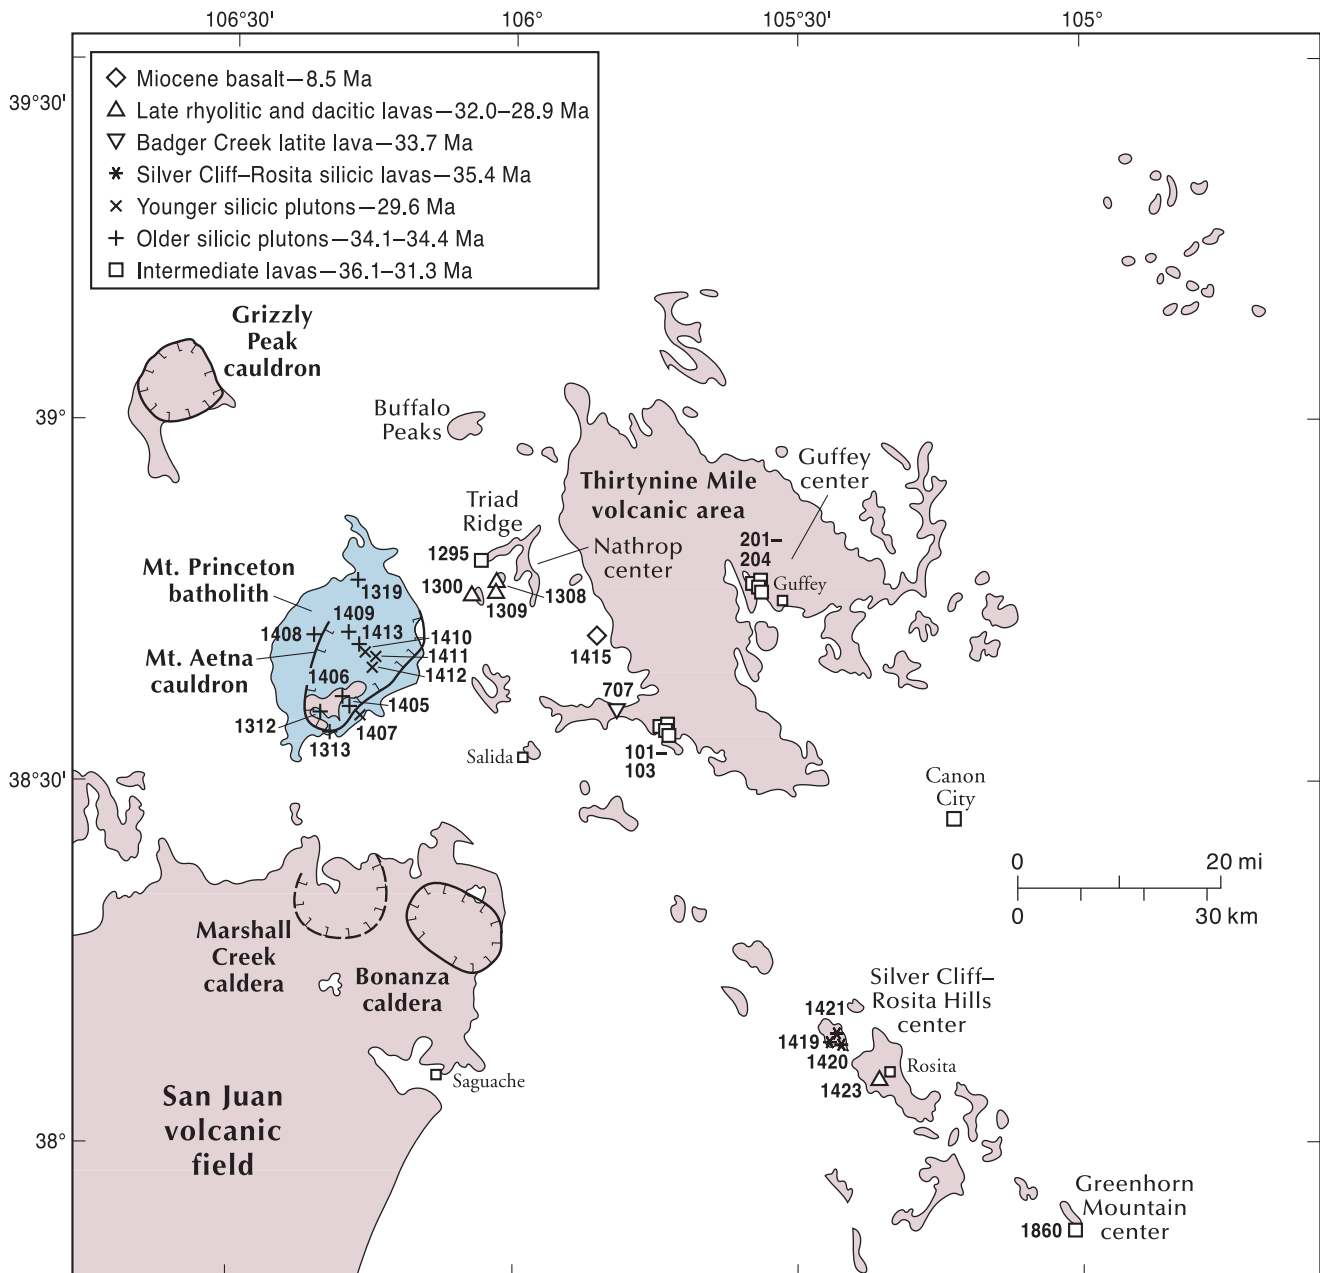 106°30'
106°
105°30'
105°
39°30'
39°
38°30'
38°
Miocene basalt—8.5 Ma
Late rhyolitic and dacitic lavas—32.0–28.9 Ma
Badger Creek latite lava—33.7 Ma
Silver Cliff–Rosita silicic lavas—35.4 Ma
Younger silicic plutons—29.6 Ma
Older silicic plutons—34.1–34.4 Ma
Intermediate lavas—36.1–31.3 Ma
Grizzly
Peak
cauldron
Buffalo
Peaks
Thirtynine Mile
volcanic area
Guffey
center
Triad
Ridge
Nathrop
center
201–
204
Guffey
1295
1300
1308
1309
Mt. Princeton
batholith
1319
1409
1408
1413
1410
1411
1412
Mt. Aetna
cauldron
1406
1405
1312
1407
1313
1415
707
101–
103
Salida
Canon
City
0
20 mi
0
30 km
Marshall
Creek
caldera
Bonanza
caldera
Silver Cliff–
Rosita Hills
center
1421
1419
1420
Rosita
1423
Saguache
San Juan
volcanic
field
Greenhorn
Mountain
center
1860